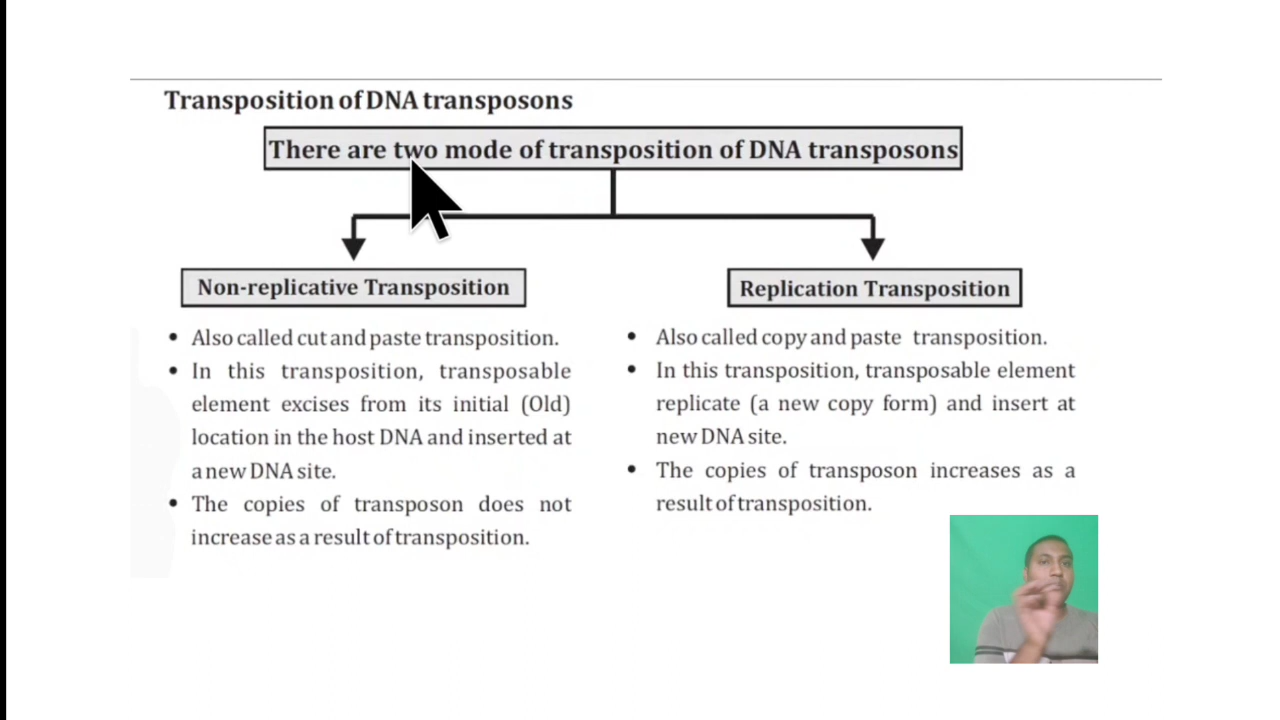 Transposition of DNA transposons
There are two mode of transposition of DNA transposons
Non-replicative Transposition
• Also called cut and paste transposition.
• In this transposition, transposable
element excises from its initial (Old)
location in the host DNA and inserted at
a new DNA site.
• The copies of transposon does not
increase as a result of transposition.
Replication Transposition
• Also called copy and paste transposition.
• In this transposition, transposable element
replicate (a new copy form) and insert at
new DNA site.
• The copies of transposon increases as a
result of transposition.